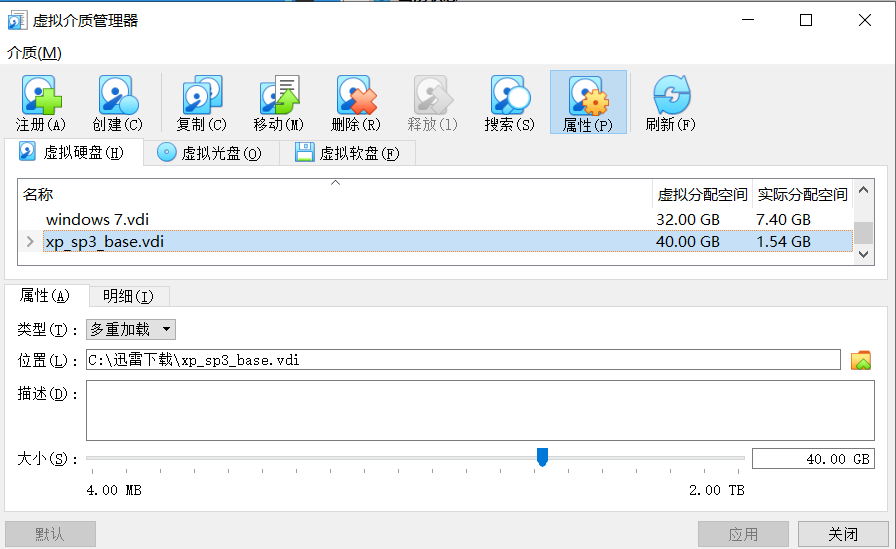 虚拟介质管理器
介质(M)
注册(A) 创建(C) 复制(C) 移动(M) 删除(R) 释放(l) 搜索(S) 属性(P) 刷新(F)
虚拟硬盘(H) 虚拟光盘(O) 虚拟软盘(F)
名称 虚拟分配空间 实际分配空间
windows 7.vdi 32.00 GB 7.40 GB
xp_sp3_base.vdi 40.00 GB 1.54 GB
属性(A) 明细(I)
类型(T): 多重加载
位置(L): C:\迅雷下载\xp_sp3_base.vdi
描述(D):
大小(S): 40.00 GB
4.00 MB 2.00 TB
默认 应用 关闭